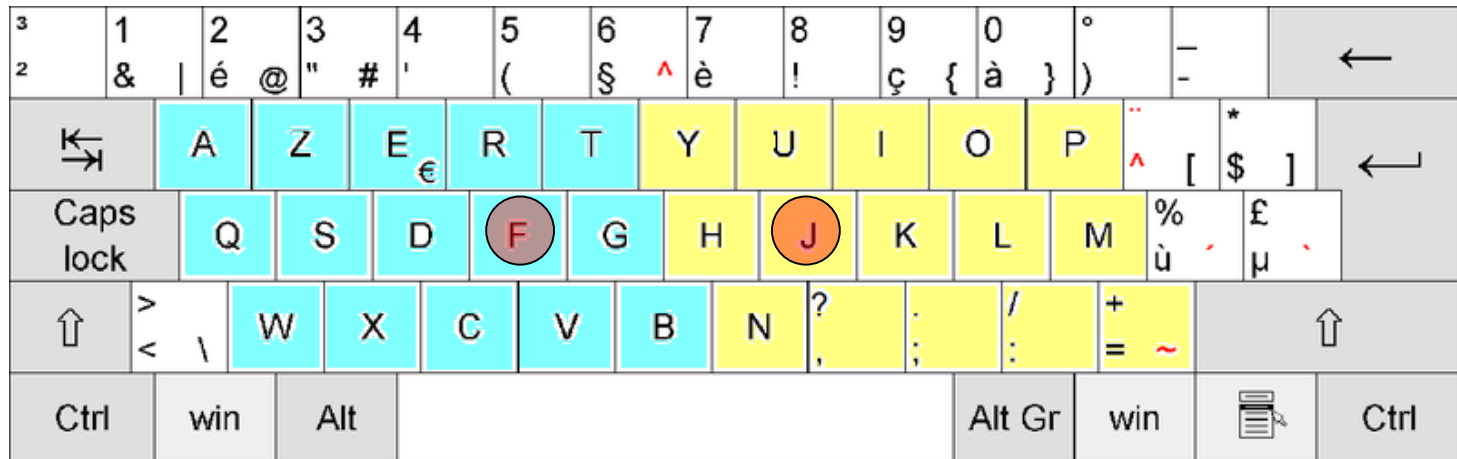 ³ 1 2 3 4 5 6 7 8 9 0 ° _
² & | é @ " # ' ( § ^ è ! ç { à } ) -
A Z E € R T Y U I O P ¨ ^ [ * $ ]
Caps lock Q S D F G H J K L M % ù ´ £ µ `
> < \ W X C V B N ? , . ; / : + = ~
Ctrl win Alt Alt Gr win Ctrl